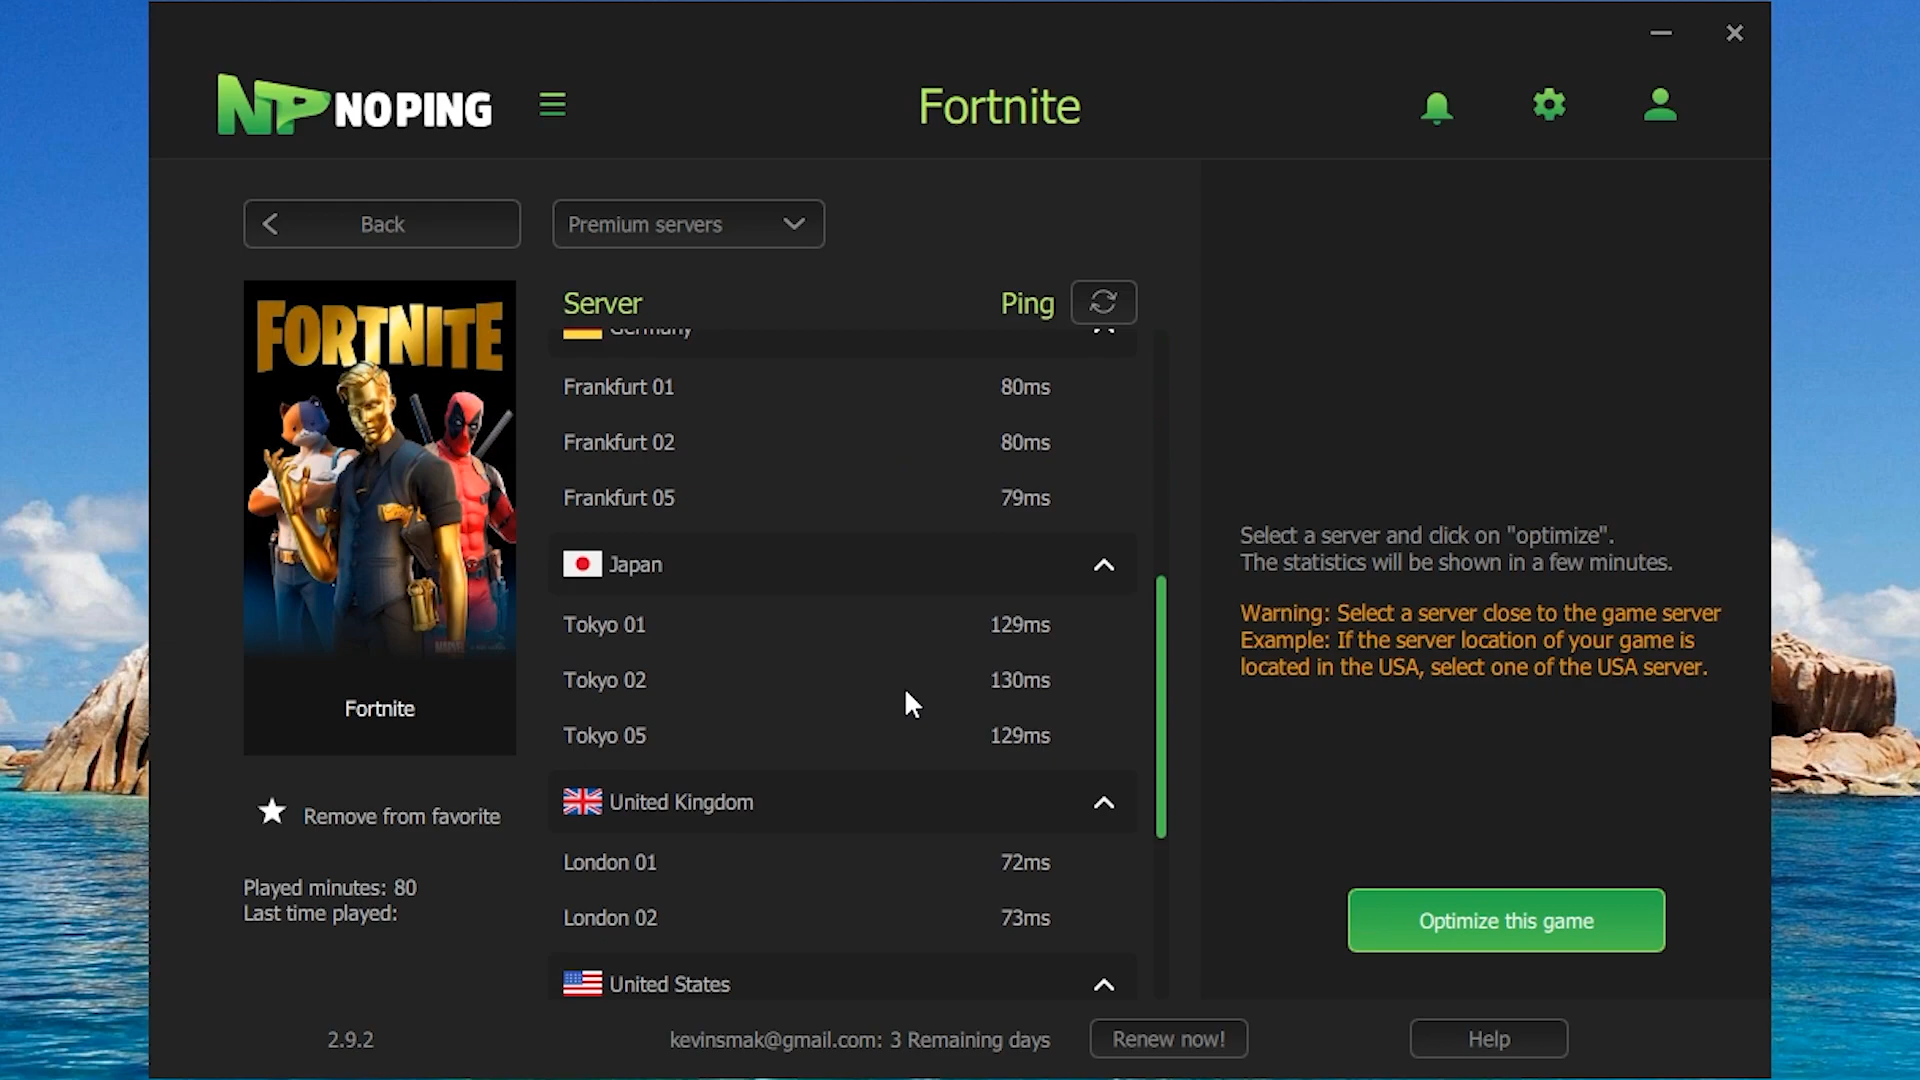 NP NOPING
Fortnite
Back
Premium servers
Server Ping
Germany
Frankfurt 01 80ms
Frankfurt 02 80ms
Frankfurt 05 79ms
Japan
Tokyo 01 129ms
Tokyo 02 130ms
Tokyo 05 129ms
United Kingdom
London 01 72ms
London 02 73ms
United States
FORTNITE
Fortnite
Remove from favorite
Played minutes: 80
Last time played:
Select a server and click on "optimize".
The statistics will be shown in a few minutes.
Warning: Select a server close to the game server
Example: If the server location of your game is
located in the USA, select one of the USA server.
Optimize this game
2.9.2
kevinsmak@gmail.com: 3 Remaining days
Renew now!
Help